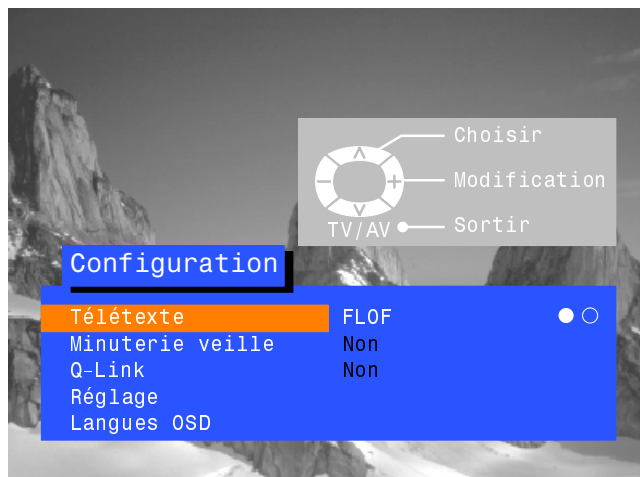 Choisir
Modification
TV/AV Sortir
Configuration
Télétexte FLOF
Minuterie veille Non
Q-Link Non
Réglage
Langues OSD